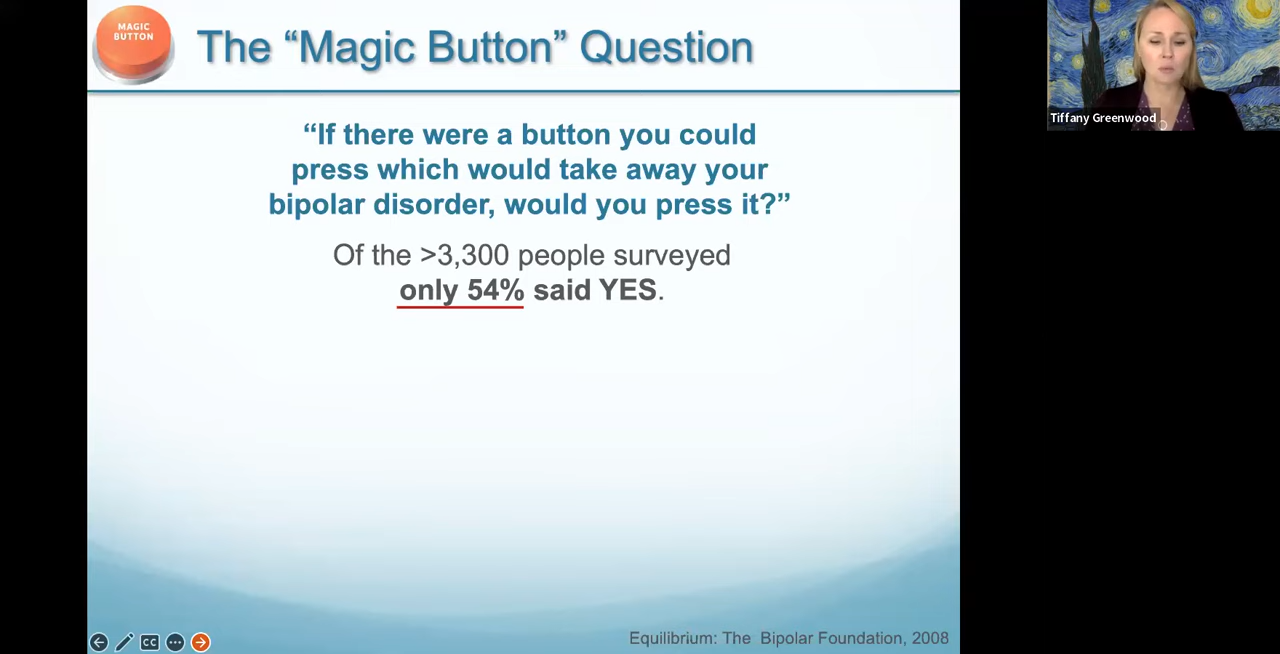 MAGIC
BUTTON
The “Magic Button” Question
“If there were a button you could
press which would take away your
bipolar disorder, would you press it?”
Of the >3,300 people surveyed
only 54% said YES.
Tiffany Greenwood
CC
Equilibrium: The Bipolar Foundation, 2008